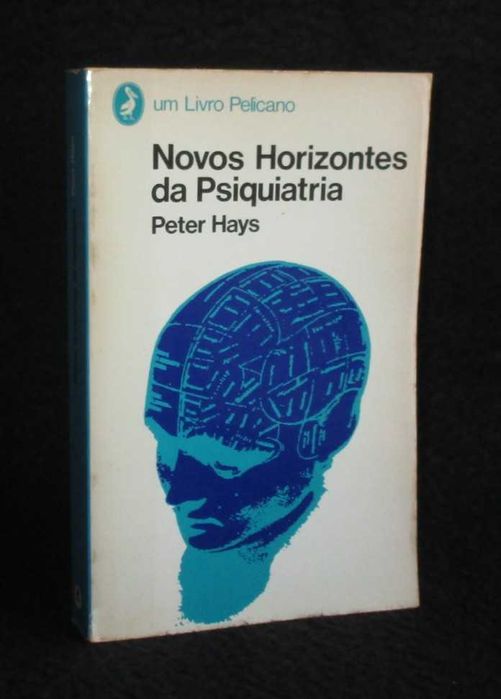 um Livro Pelicano
Novos Horizontes
da Psiquiatria
Peter Hays